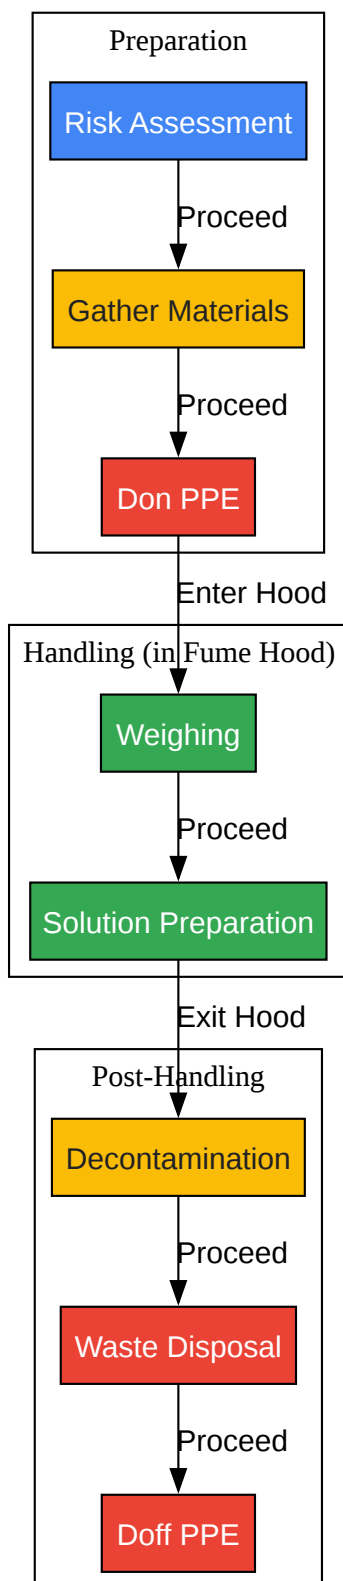 Preparation
Risk Assessment
Proceed
Gather Materials
Proceed
Don PPE
Enter Hood
Handling (in Fume Hood)
Weighing
Proceed
Solution Preparation
Exit Hood
Post-Handling
Decontamination
Proceed
Waste Disposal
Proceed
Doff PPE